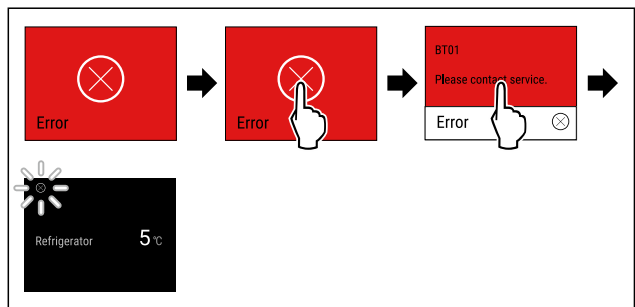 Error
Error
BT01
Please contact service.
Error
Refrigerator 5 °C